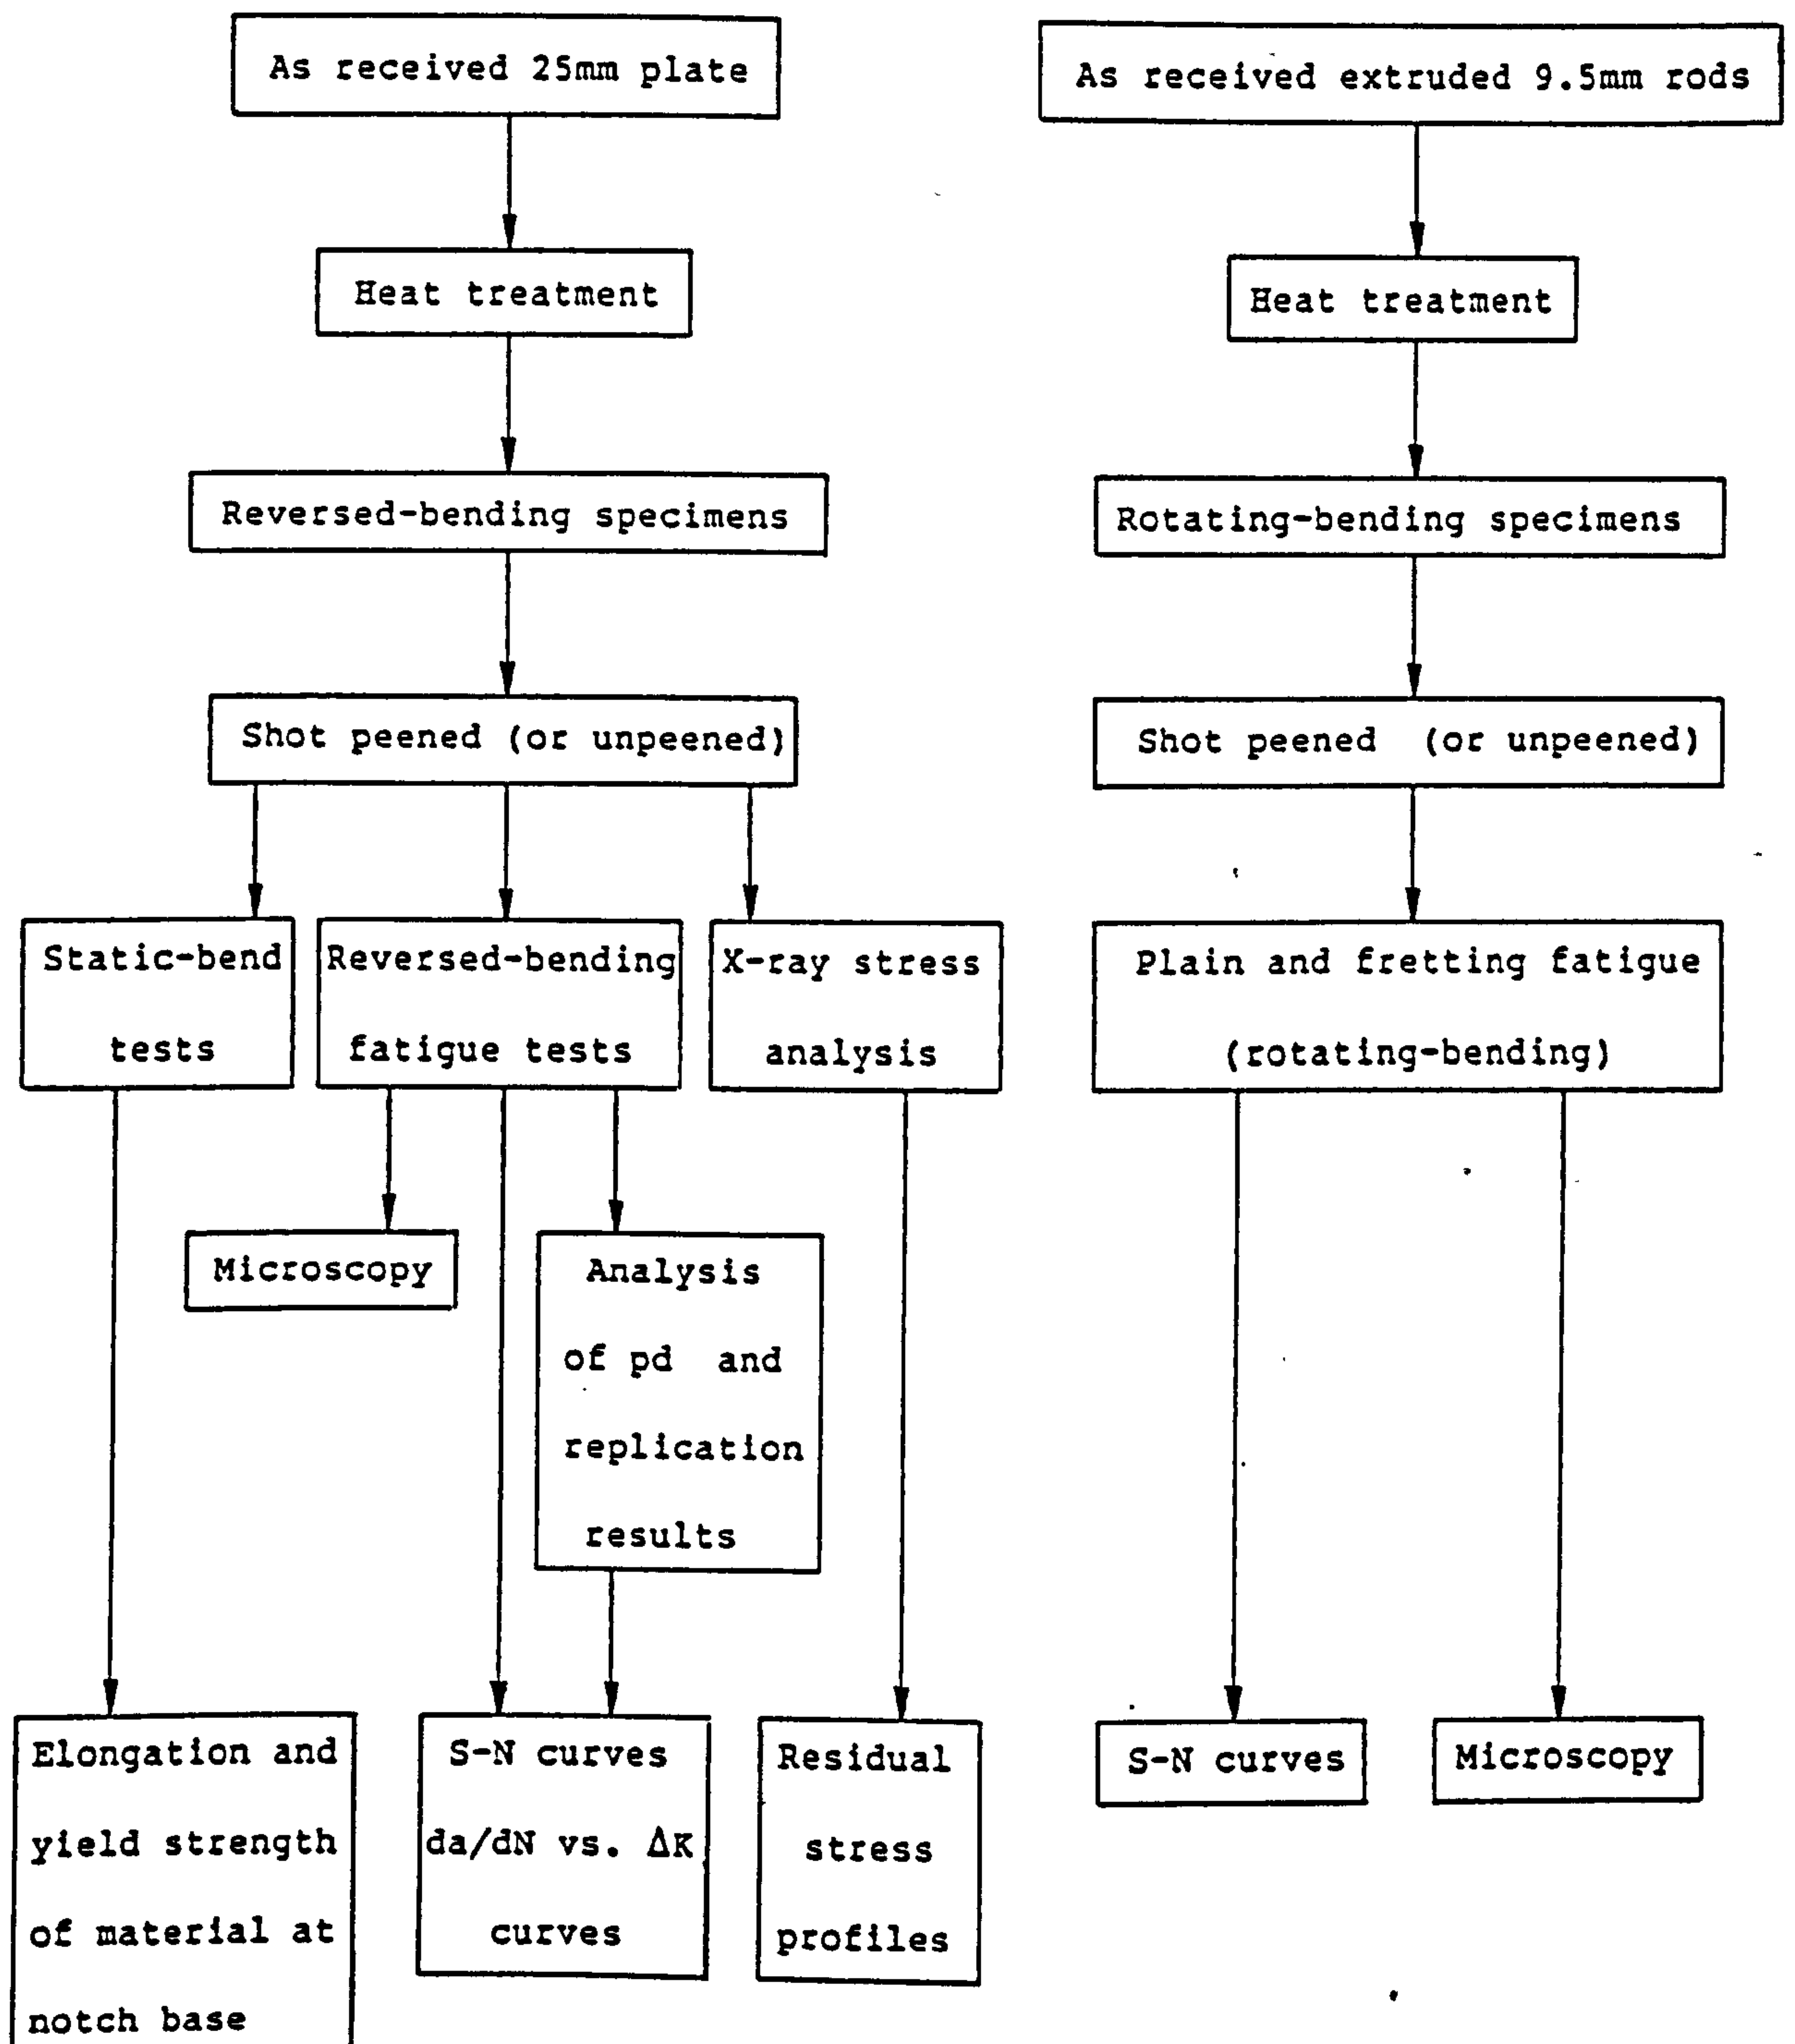 As received 25mm plate
As received extruded 9.5mm rods
Heat treatment
Heat treatment
Reversed-bending specimens
Rotating-bending specimens
Shot peened (or unpeened)
Shot peened (or unpeened)
Static-bend
tests
Reversed-bending
fatigue tests
X-ray stress
analysis
Plain and fretting fatigue
(rotating-bending)
Microscopy
Analysis
of pd and
replication
results
Elongation and
yield strength
of material at
notch base
S-N curves
da/dN vs. ΔK
curves
Residual
stress
profiles
S-N curves
Microscopy